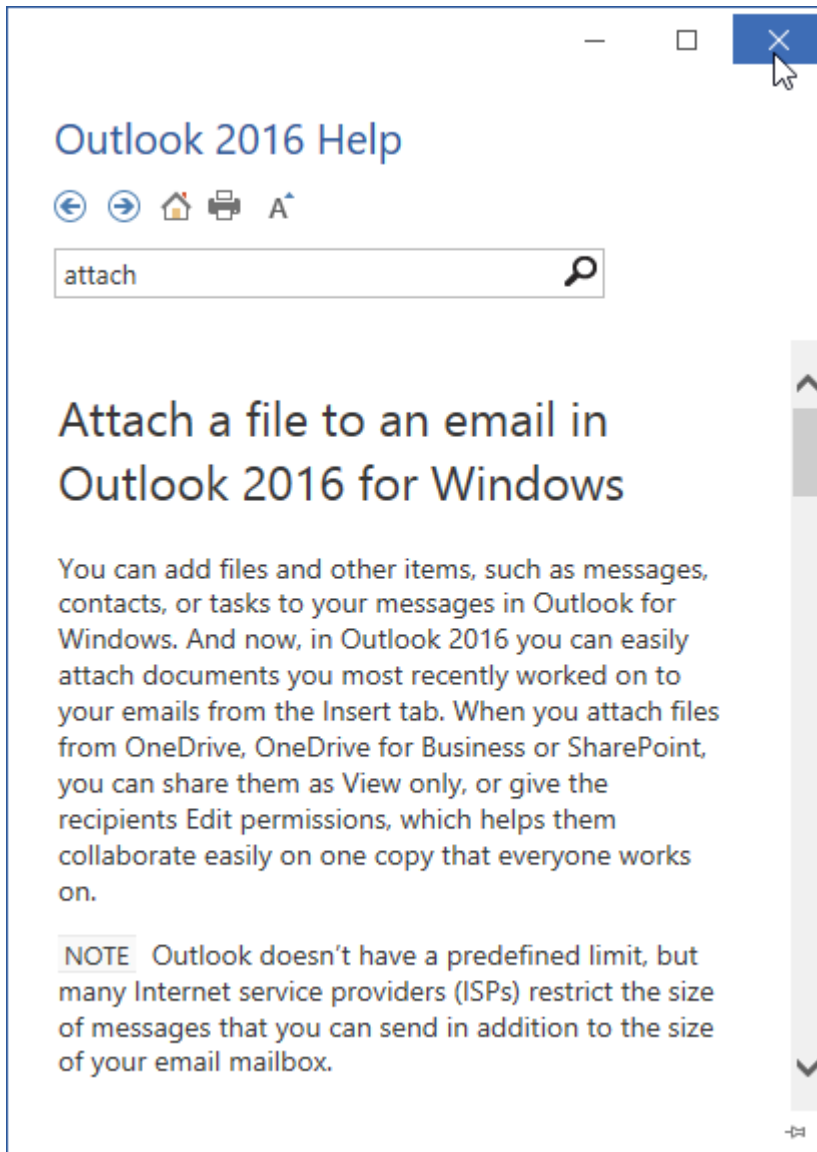 Outlook 2016 Help
A
attach
Attach a file to an email in
Outlook 2016 for Windows
You can add files and other items, such as messages,
contacts, or tasks to your messages in Outlook for
Windows. And now, in Outlook 2016 you can easily
attach documents you most recently worked on to
your emails from the Insert tab. When you attach files
from OneDrive, OneDrive for Business or SharePoint,
you can share them as View only, or give the
recipients Edit permissions, which helps them
collaborate easily on one copy that everyone works
on.
NOTE Outlook doesn’t have a predefined limit, but
many Internet service providers (ISPs) restrict the size
of messages that you can send in addition to the size
of your email mailbox.